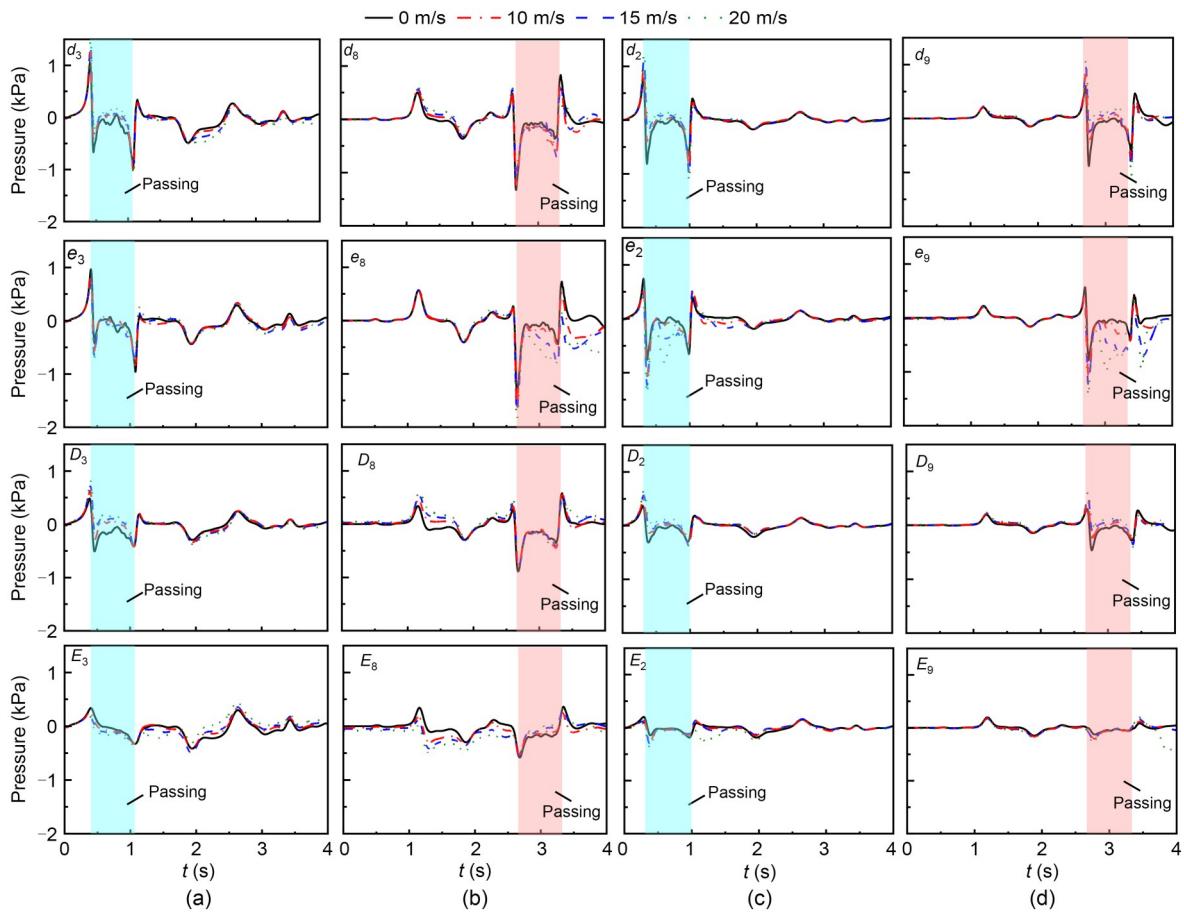 0 m/s 10 m/s 15 m/s 20 m/s
d3 d8 d2 d9
Pressure (kPa)
1
0
−1
−2
Passing Passing Passing Passing
e3 e8 e2 e9
Pressure (kPa)
1
0
−1
−2
Passing Passing Passing Passing
D3 D8 D2 D9
Pressure (kPa)
1
0
−1
−2
Passing Passing Passing Passing
E3 E8 E2 E9
Pressure (kPa)
1
0
−1
−2
Passing Passing Passing Passing
0 1 2 3 4 0 1 2 3 4 0 1 2 3 4 0 1 2 3 4
t (s) t (s) t (s) t (s)
(a) (b) (c) (d)